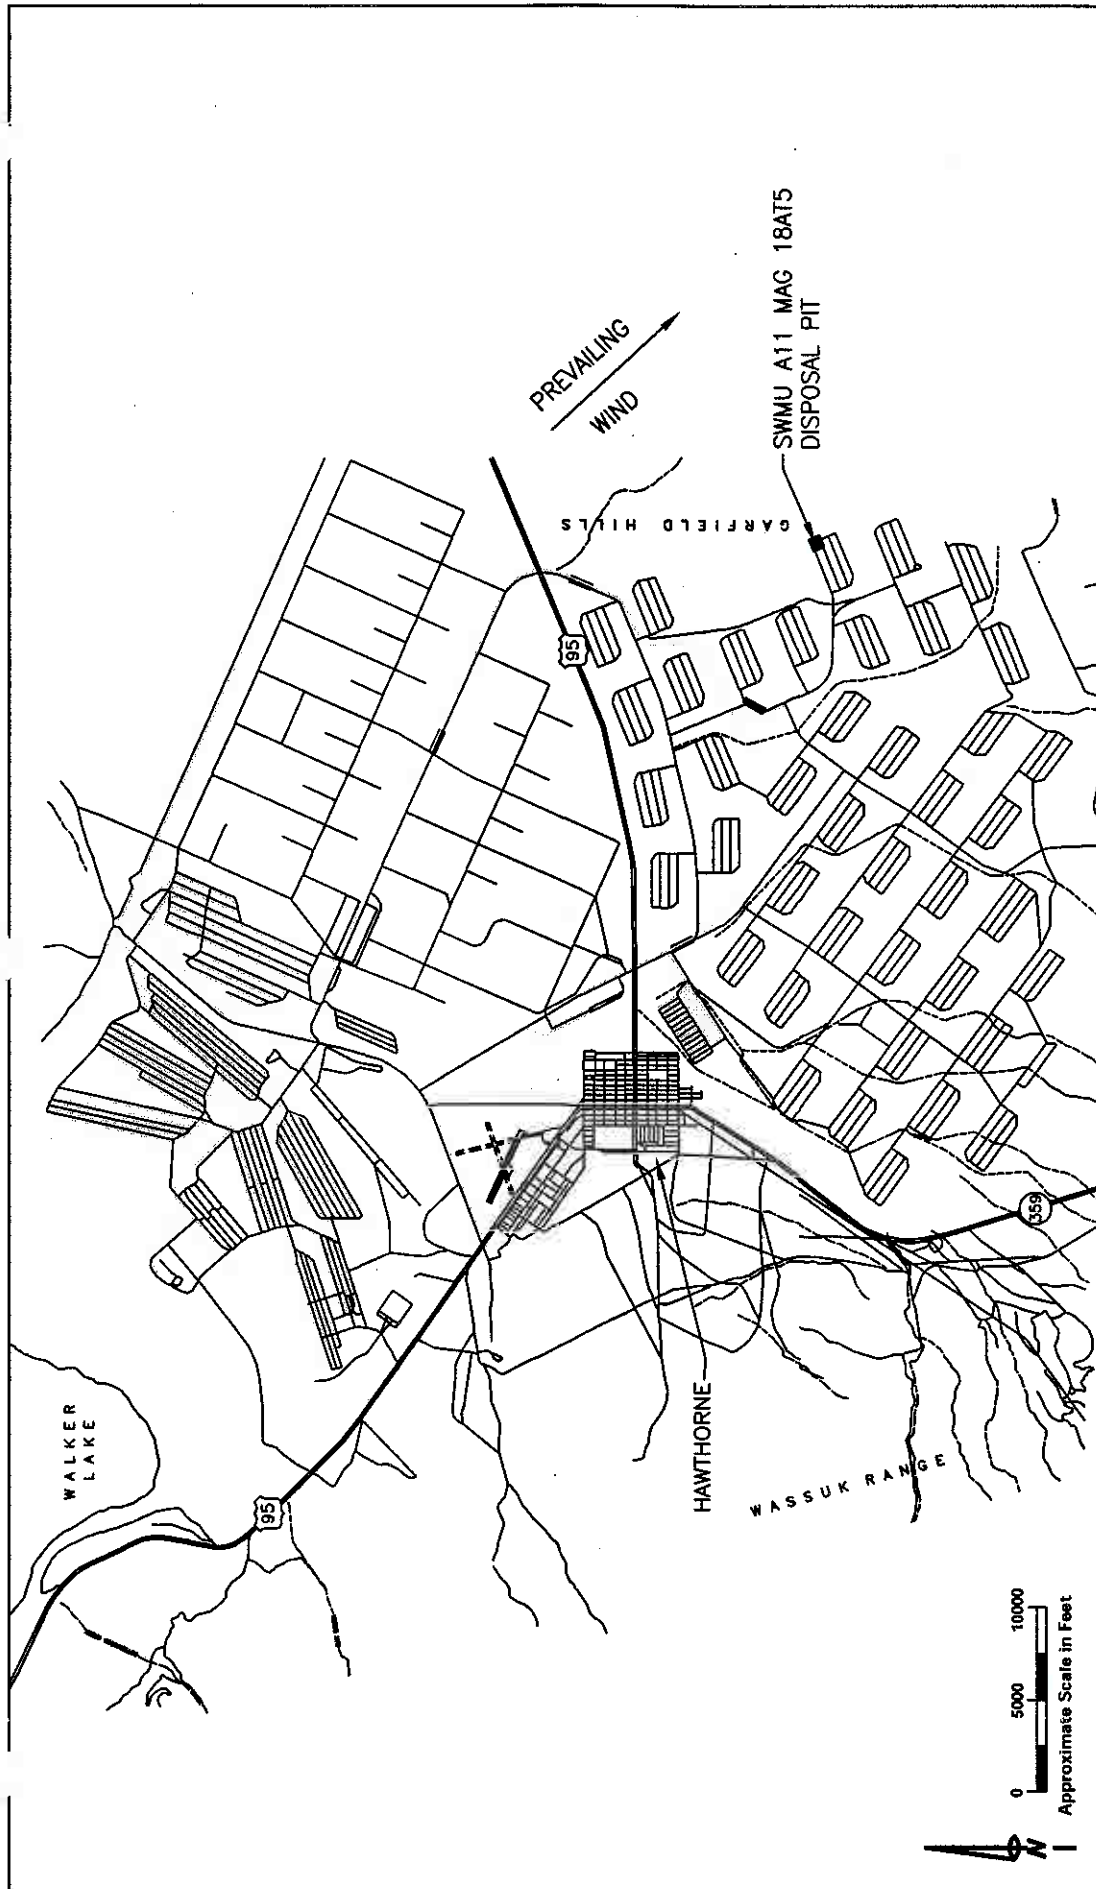 WALKER
LAKE
95
PREVAILING
WIND
SWMU A11 MAG 18AT5
DISPOSAL PIT
GARFIELD HILLS
95
HAWTHORNE
WASSUK RANGE
359
N
0 5000 10000
Approximate Scale in Feet